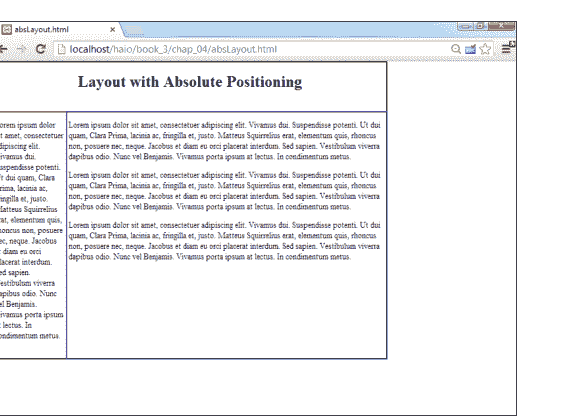 absLayout.html
localhost/haio/book_3/chap_04/absLayout.html
Layout with Absolute Positioning
orem ipsum dolor
t amet, consectetuer
dipiscing elit.
ivamus dui.
uspendisse potenti.
t dui quam, Clara
rima, lacinia ac,
ringilla et, justo.
Matteus Squirrelius
rat, elementum quis,
honcus non, posuere
ec, neque. Jacobus
t diam eu orci
lacerat interdum.
ed sapien.
estibulum viverra
apibus odio. Nunc
el Benjamis.
ivamus porta ipsum
t lectus. In
ondimentum metus.
Lorem ipsum dolor sit amet, consectetuer adipiscing elit. Vivamus dui. Suspendisse potenti. Ut dui
quam, Clara Prima, lacinia ac, fringilla et, justo. Matteus Squirrelius erat, elementum quis, rhoncus
non, posuere nec, neque. Jacobus et diam eu orci placerat interdum. Sed sapien. Vestibulum viverra
dapibus odio. Nunc vel Benjamis. Vivamus porta ipsum at lectus. In condimentum metus.
Lorem ipsum dolor sit amet, consectetuer adipiscing elit. Vivamus dui. Suspendisse potenti. Ut dui
quam, Clara Prima, lacinia ac, fringilla et, justo. Matteus Squirrelius erat, elementum quis, rhoncus
non, posuere nec, neque. Jacobus et diam eu orci placerat interdum. Sed sapien. Vestibulum viverra
dapibus odio. Nunc vel Benjamis. Vivamus porta ipsum at lectus. In condimentum metus.
Lorem ipsum dolor sit amet, consectetuer adipiscing elit. Vivamus dui. Suspendisse potenti. Ut dui
quam, Clara Prima, lacinia ac, fringilla et, justo. Matteus Squirrelius erat, elementum quis, rhoncus
non, posuere nec, neque. Jacobus et diam eu orci placerat interdum. Sed sapien. Vestibulum viverra
dapibus odio. Nunc vel Benjamis. Vivamus porta ipsum at lectus. In condimentum metus.